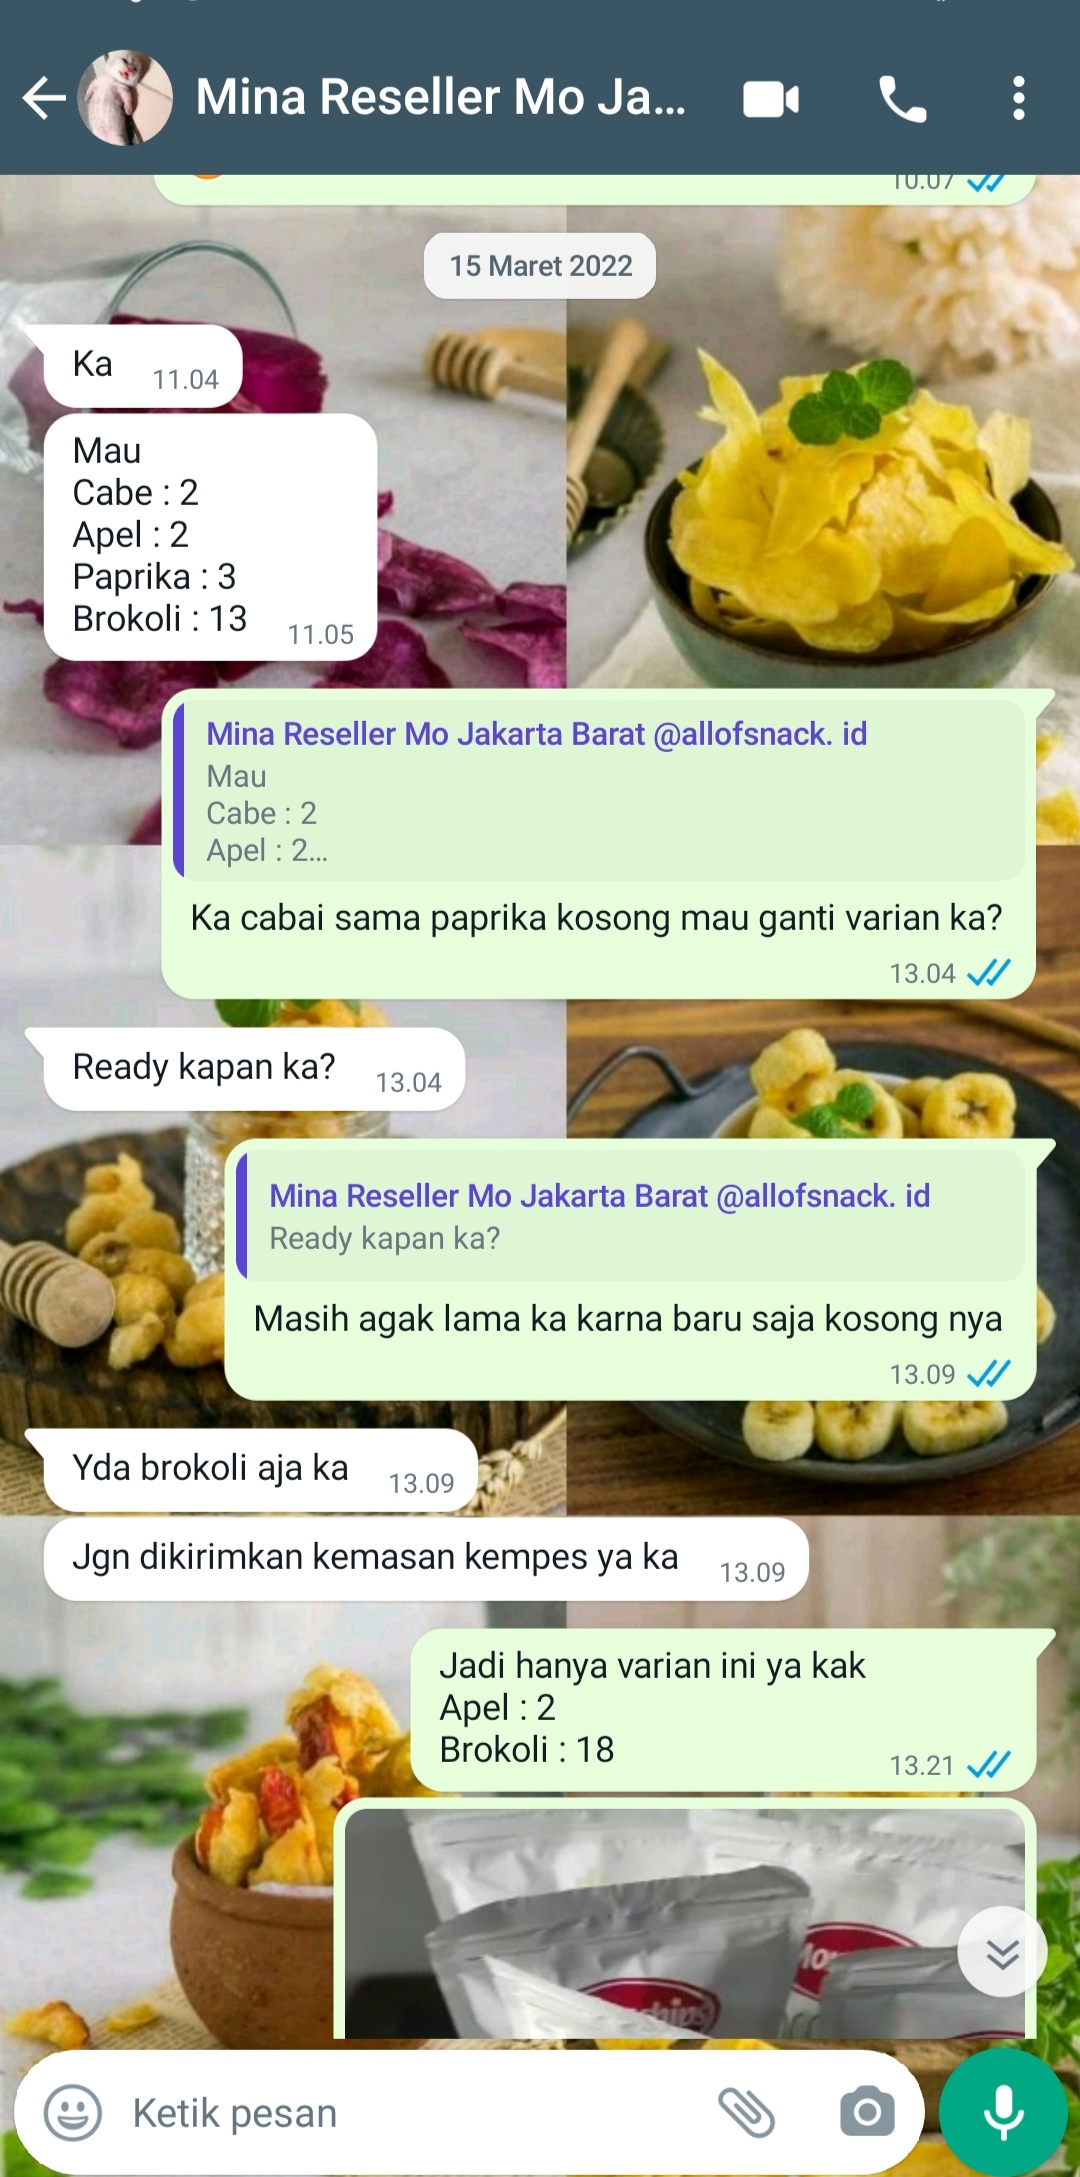 Mina Reseller Mo Ja...
10.07
15 Maret 2022
Ka
11.04
Mau
Cabe : 2
Apel : 2
Paprika : 3
Brokoli : 13
11.05
Mina Reseller Mo Jakarta Barat @allofsnack. id
Mau
Cabe : 2
Apel : 2...
Ka cabai sama paprika kosong mau ganti varian ka?
13.04
Ready kapan ka?
13.04
Mina Reseller Mo Jakarta Barat @allofsnack. id
Ready kapan ka?
Masih agak lama ka karna baru saja kosong nya
13.09
Yda brokoli aja ka
13.09
Jgn dikirimkan kemasan kempes ya ka
13.09
Jadi hanya varian ini ya kak
Apel : 2
Brokoli : 18
13.21
Ketik pesan